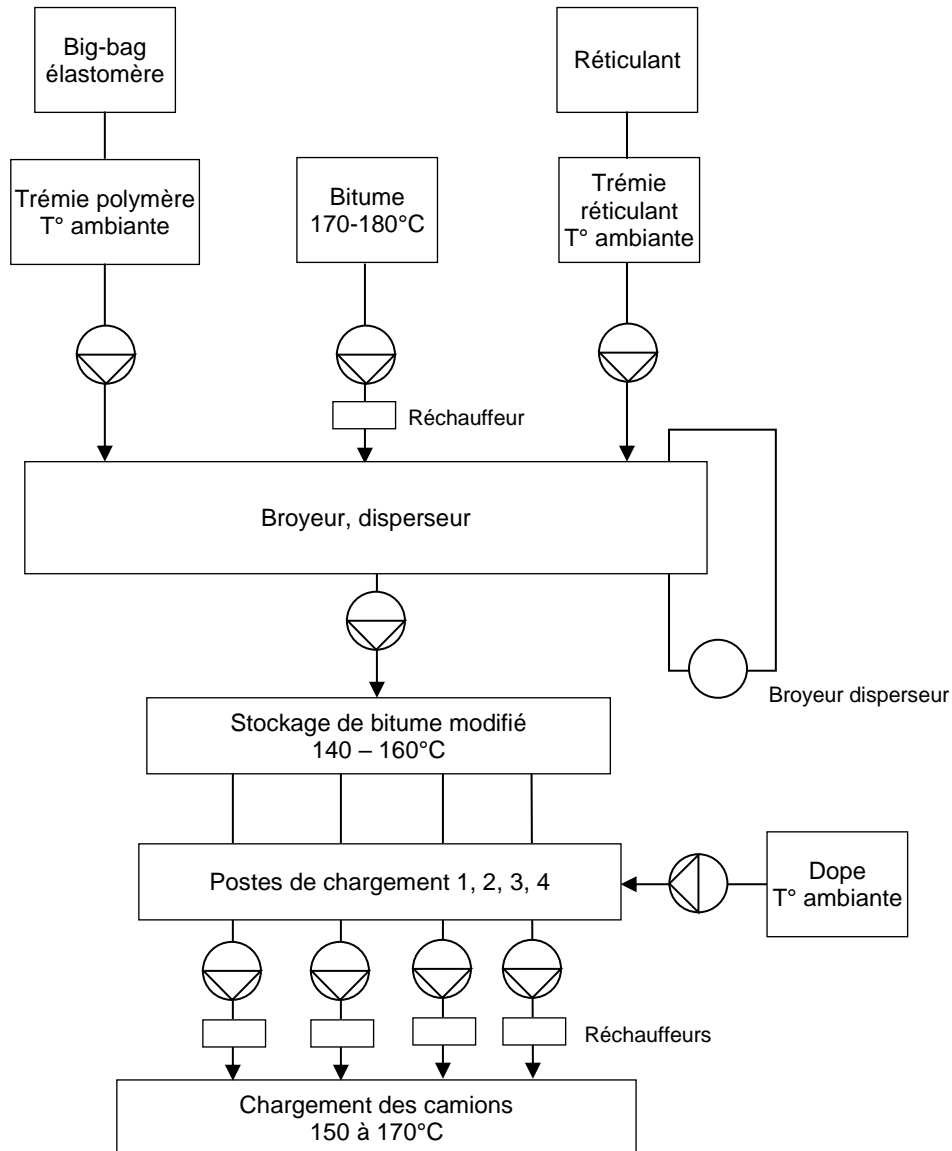 Big-bag
élastomère
Réticulant
Trémie polymère
T° ambiante
Bitume
170-180°C
Trémie
réticulant
T° ambiante
Réchauffeur
Broyeur, disperseur
Broyeur disperseur
Stockage de bitume modifié
140 – 160°C
Postes de chargement 1, 2, 3, 4
Dope
T° ambiante
Réchauffeurs
Chargement des camions
150 à 170°C